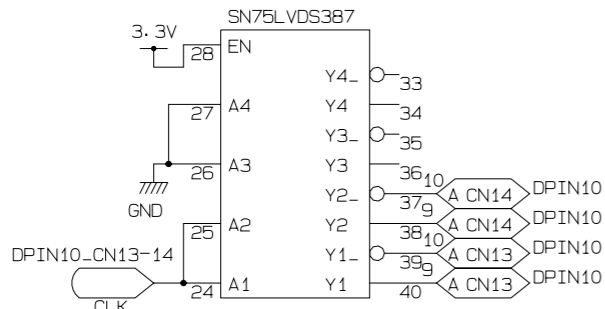 SN75LVDS387
3.3V
28 EN
Y4_ 33
27 A4 Y4 34
Y3_ 35
26 A3 Y3 36
GND
Y2_ 37 10 A CN14 DPIN10
25 A2 Y2 38 9 A CN14 DPIN10
DPIN10_CN13-14
Y1_ 39 10 A CN13 DPIN10
24 A1 Y1 40 9 A CN13 DPIN10
CLK